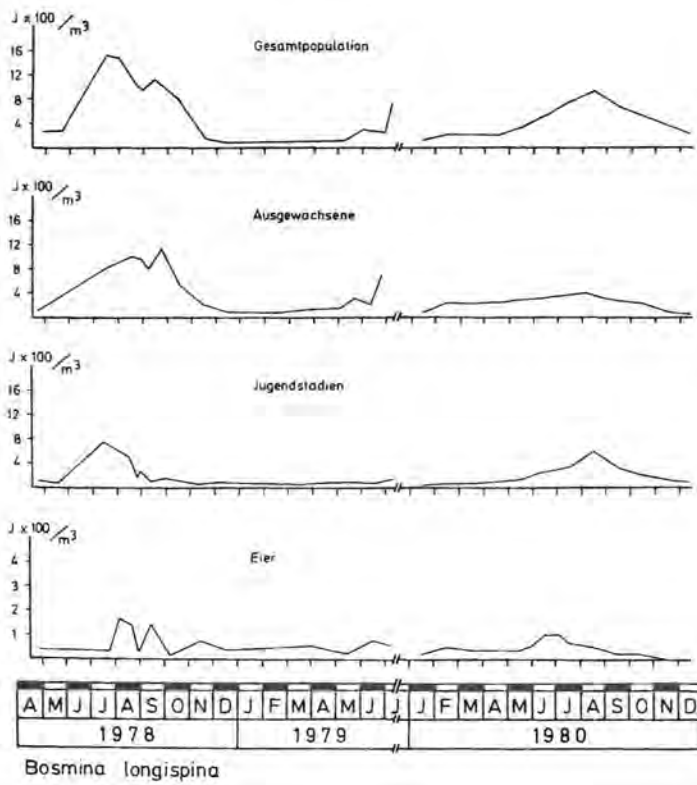 J x 100/m³
Gesamtpopulation
16
12
8
4
J x 100/m³
Ausgewachsene
16
12
8
4
J x 100/m³
Jugendstadien
16
12
8
4
J x 100/m³
Eier
4
3
2
1
A M J J A S O N D J F M A M J J J F M A M J J A S O N D
1978 1979 1980
Bosmina longispina